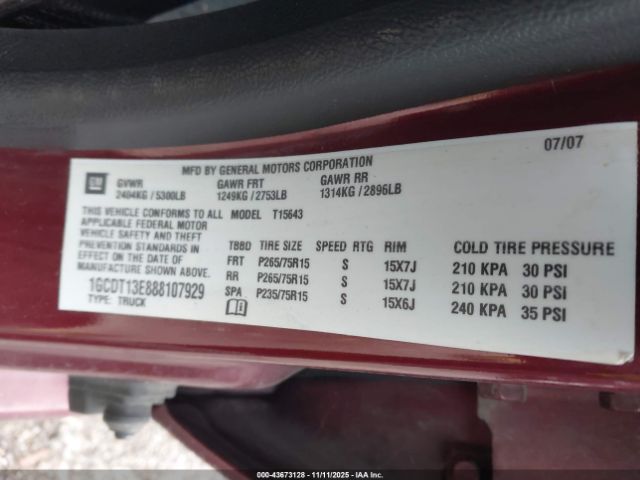 MFD BY GENERAL MOTORS CORPORATION 07/07
GM GVWR GAWR FRT GAWR RR
2404KG / 5300LB 1249KG / 2753LB 1314KG / 2896LB
THIS VEHICLE CONFORMS TO ALL MODEL T15643
APPLICABLE FEDERAL MOTOR
VEHICLE SAFETY AND THEFT
PREVENTION STANDARDS IN
EFFECT ON THE DATE OF
MANUFACTURE SHOWN ABOVE.
1GCDT13E888107929
TYPE: TRUCK
TBBD TIRE SIZE SPEED RTG RIM COLD TIRE PRESSURE
FRT P265/75R15 S 15X7J 210 KPA 30 PSI
RR P265/75R15 S 15X7J 210 KPA 30 PSI
SPA P235/75R15 S 15X6J 240 KPA 35 PSI
000-43673128 - 11/11/2025 - IAAI.COM